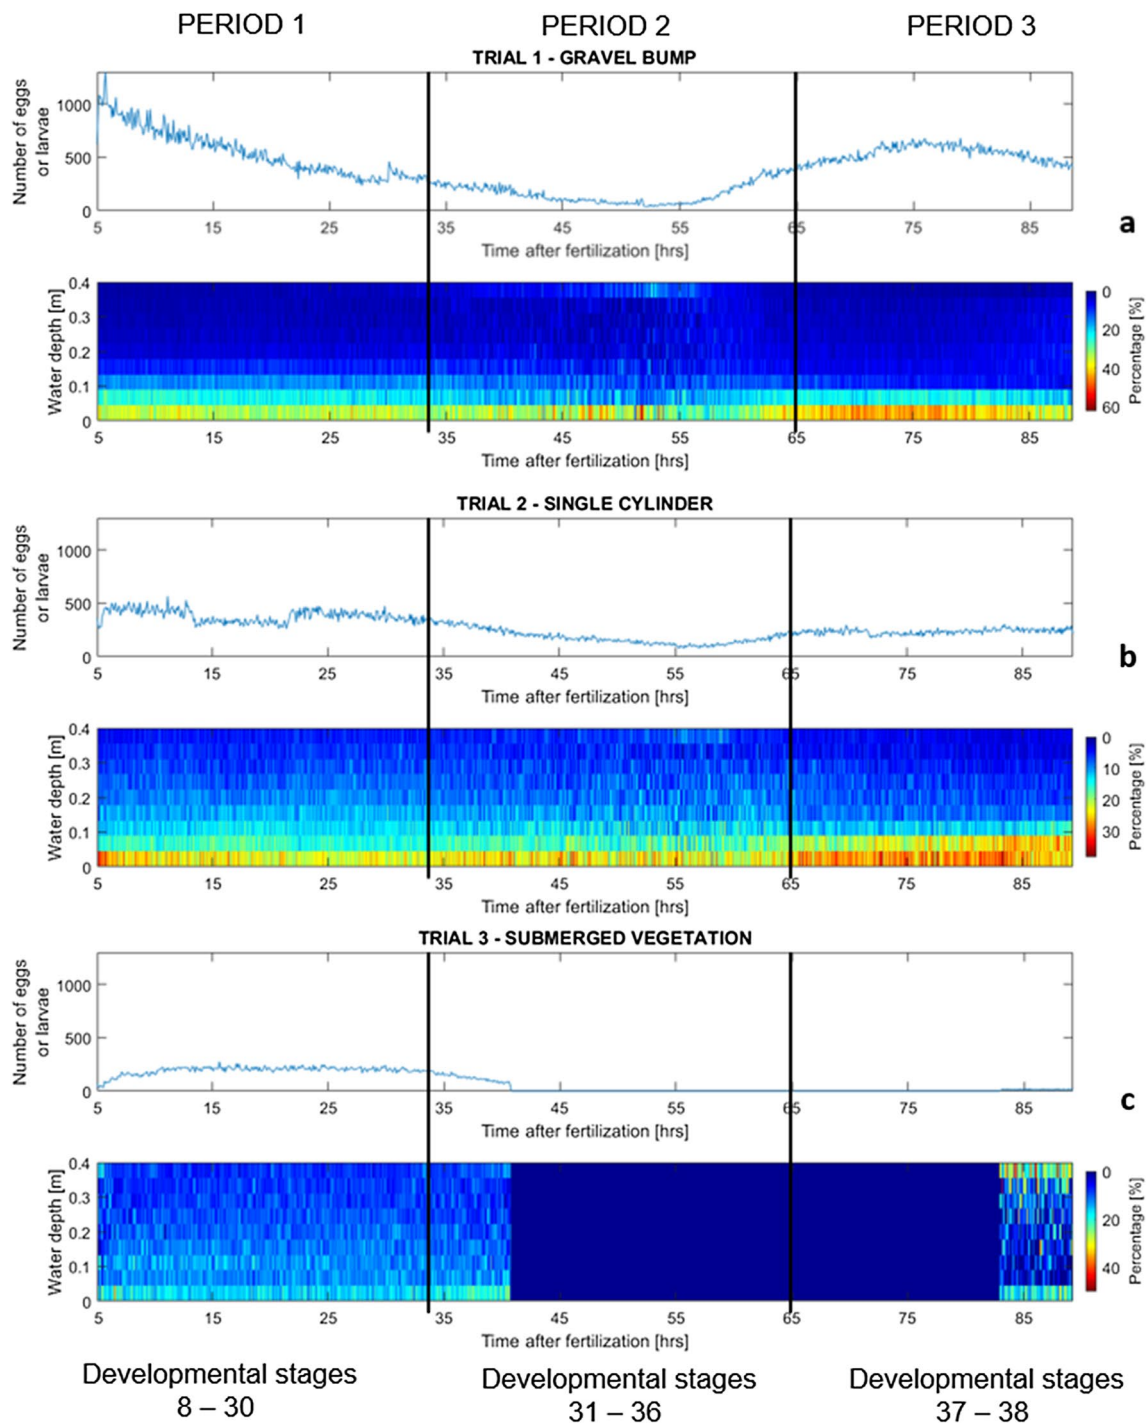 PERIOD 1 PERIOD 2 PERIOD 3
TRIAL 1 - GRAVEL BUMP
Number of eggs
or larvae
1000
500
0
5 15 25 35 45 55 65 75 85
Time after fertilization [hrs]
a
Water depth [m]
0.4
0.3
0.2
0.1
0
5 15 25 35 45 55 65 75 85
Time after fertilization [hrs]
0
20
40
60
Percentage [%]
TRIAL 2 - SINGLE CYLINDER
Number of eggs
or larvae
1000
500
0
5 15 25 35 45 55 65 75 85
Time after fertilization [hrs]
b
Water depth [m]
0.4
0.3
0.2
0.1
0
5 15 25 35 45 55 65 75 85
Time after fertilization [hrs]
0
10
20
30
Percentage [%]
TRIAL 3 - SUBMERGED VEGETATION
Number of eggs
or larvae
1000
500
0
5 15 25 35 45 55 65 75 85
Time after fertilization [hrs]
c
Water depth [m]
0.4
0.3
0.2
0.1
0
5 15 25 35 45 55 65 75 85
Time after fertilization [hrs]
0
20
40
Percentage [%]
Developmental stages
8 – 30
Developmental stages
31 – 36
Developmental stages
37 – 38